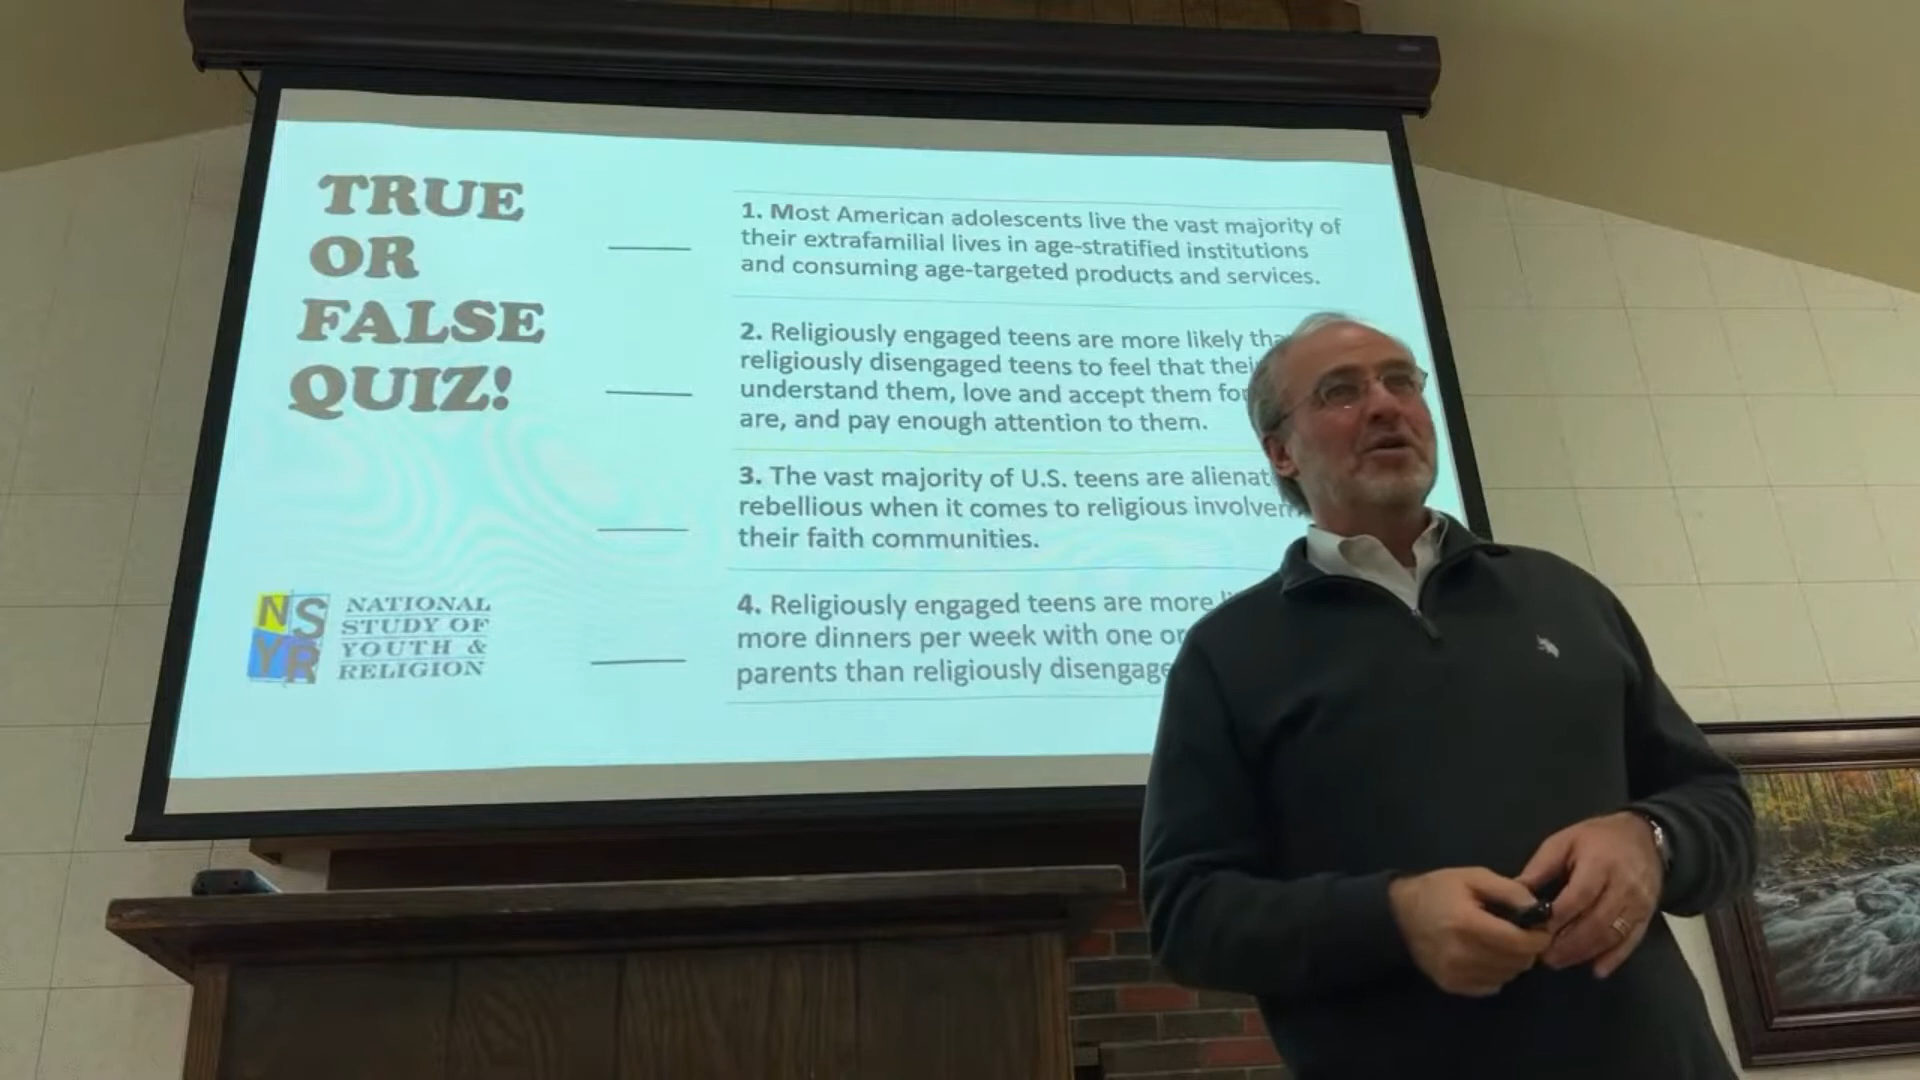 TRUE
OR
FALSE
QUIZ!
1. Most American adolescents live the vast majority of
their extrafamilial lives in age-stratified institutions
and consuming age-targeted products and services.
2. Religiously engaged teens are more likely
religiously disengaged teens to feel that
understand them, love and accept them for
are, and pay enough attention to them.
3. The vast majority of U.S. teens are
rebellious when it comes to religious
their faith communities.
4. Religiously engaged teens are more
more dinners per week with one or
parents than religiously
NSYR
NATIONAL
STUDY OF
YOUTH &
RELIGION